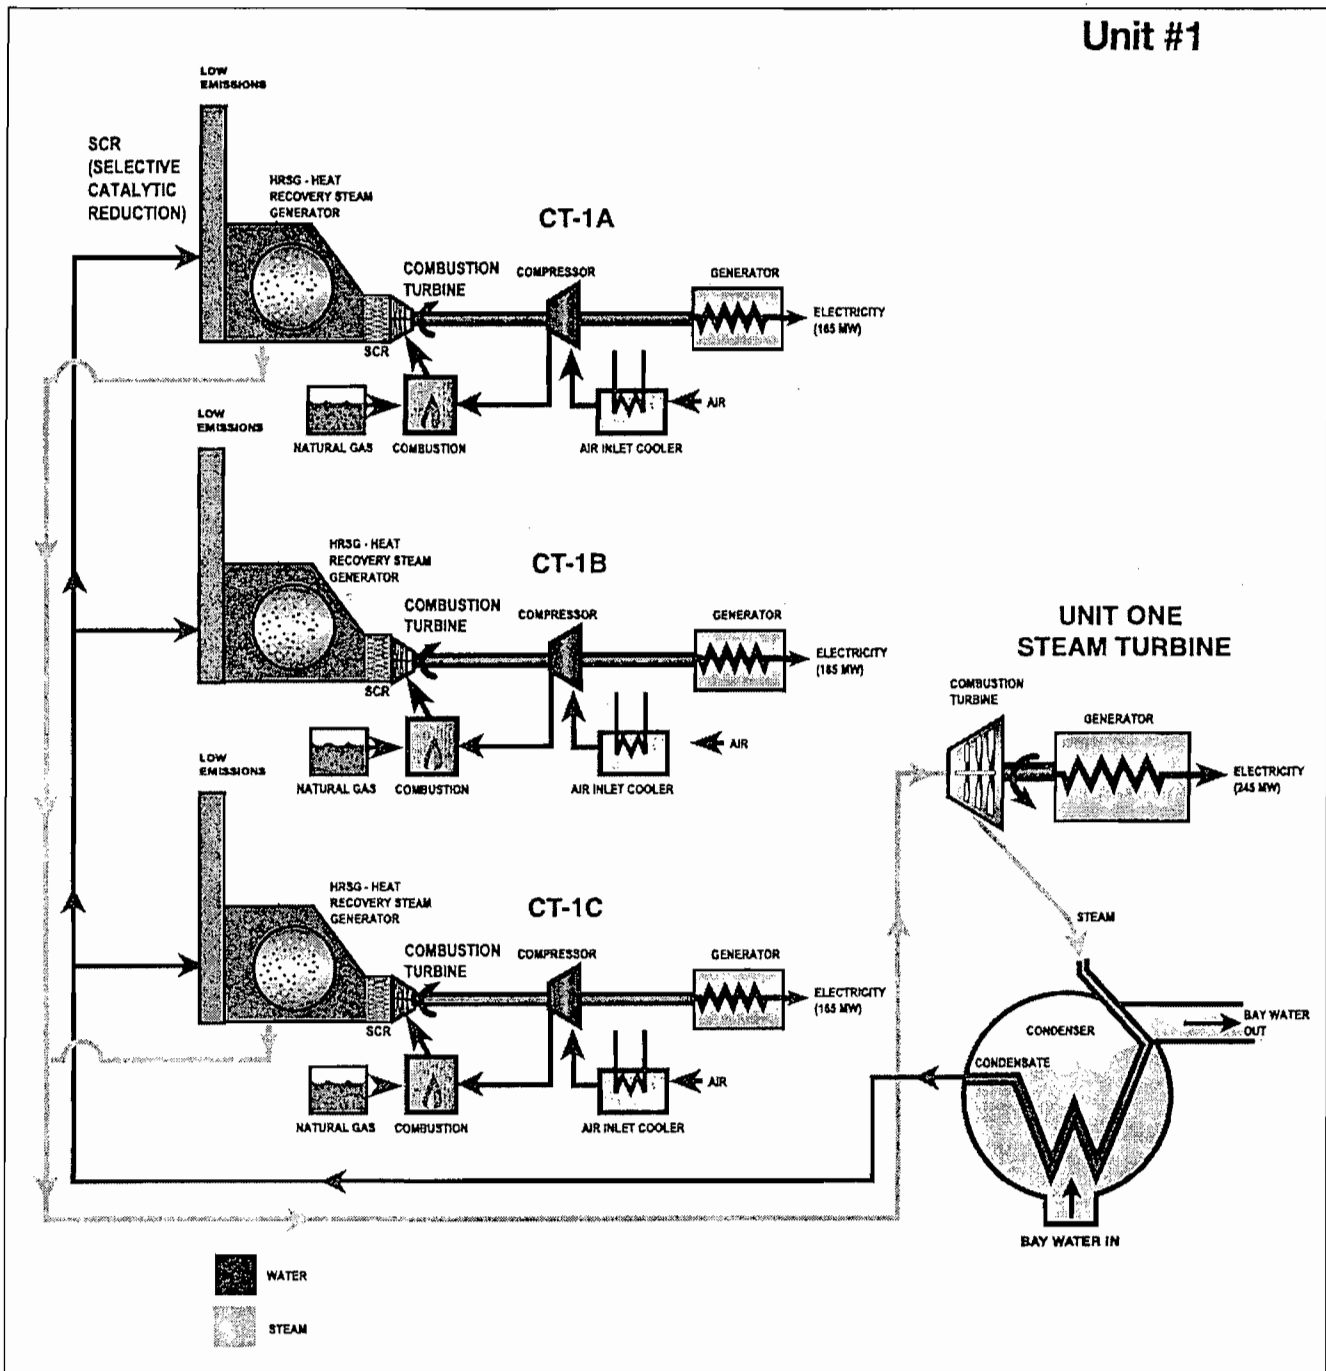 Unit #1
LOW
EMISSIONS
SCR
(SELECTIVE
CATALYTIC
REDUCTION)
HRSG - HEAT
RECOVERY STEAM
GENERATOR
CT-1A
COMBUSTION
TURBINE
COMPRESSOR
GENERATOR
ELECTRICITY
(165 MW)
SCR
AIR
NATURAL GAS
COMBUSTION
AIR INLET COOLER
LOW
EMISSIONS
HRSG - HEAT
RECOVERY STEAM
GENERATOR
CT-1B
COMBUSTION
TURBINE
COMPRESSOR
GENERATOR
ELECTRICITY
(165 MW)
SCR
AIR
NATURAL GAS
COMBUSTION
AIR INLET COOLER
UNIT ONE
STEAM TURBINE
COMBUSTION
TURBINE
GENERATOR
ELECTRICITY
(245 MW)
LOW
EMISSIONS
HRSG - HEAT
RECOVERY STEAM
GENERATOR
CT-1C
COMBUSTION
TURBINE
COMPRESSOR
GENERATOR
ELECTRICITY
(165 MW)
SCR
AIR
NATURAL GAS
COMBUSTION
AIR INLET COOLER
STEAM
BAY WATER
OUT
CONDENSER
CONDENSATE
BAY WATER IN
WATER
STEAM